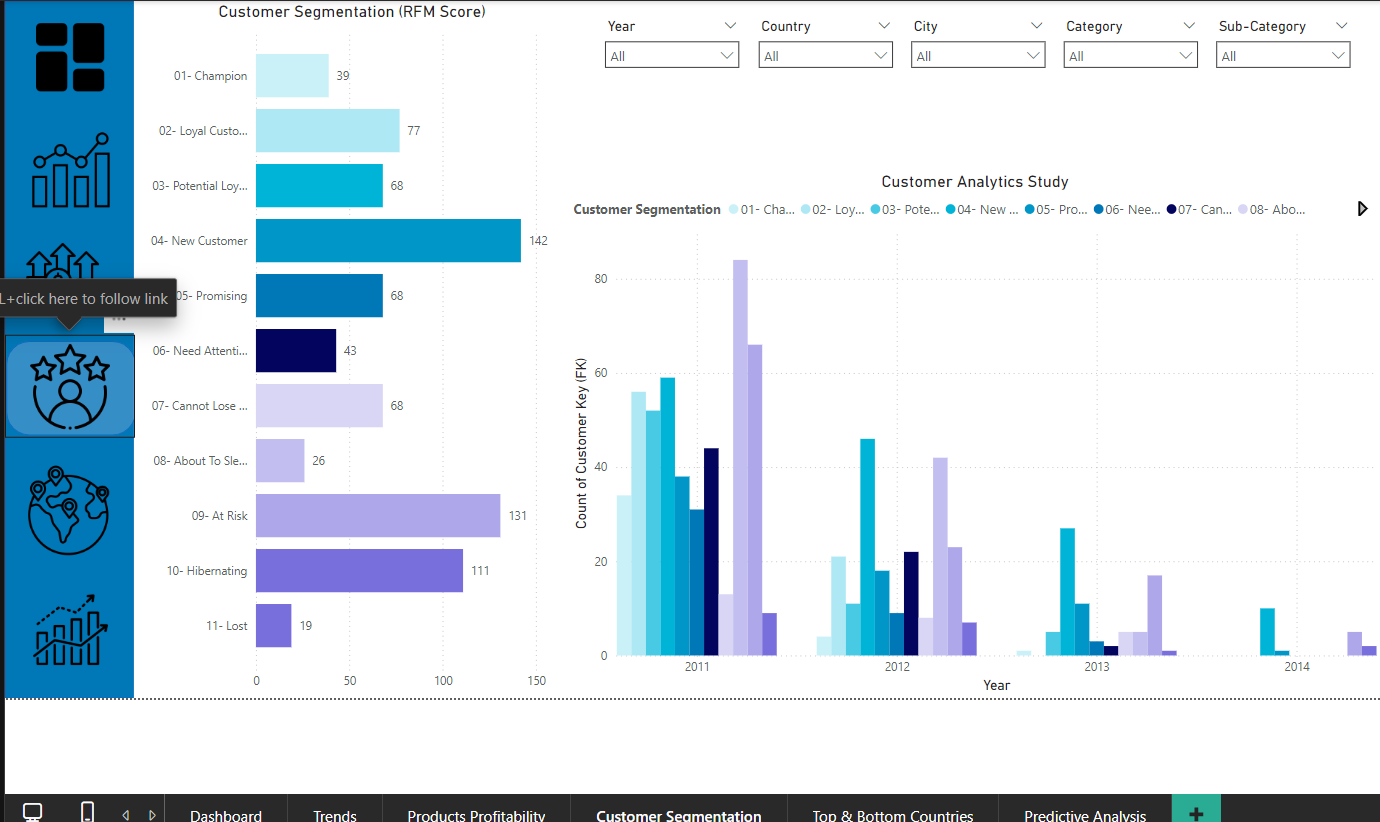 Customer Segmentation (RFM Score)
01- Champion 39
02- Loyal Custo... 77
03- Potential Loy... 68
04- New Customer 142
05- Promising 68
06- Need Attenti... 43
07- Cannot Lose ... 68
08- About To Sle... 26
09- At Risk 131
10- Hibernating 111
11- Lost 19
0 50 100 150
L+click here to follow link
Year Country City Category Sub-Category
All All All All All
Customer Analytics Study
Customer Segmentation 01- Cha... 02- Loy... 03- Pote... 04- New ... 05- Pro... 06- Nee... 07- Can... 08- Abo...
Count of Customer Key (FK)
80
60
40
20
0
2011 2012 2013 2014
Year
Dashboard Trends Products Profitability Customer Segmentation Top & Bottom Countries Predictive Analysis +